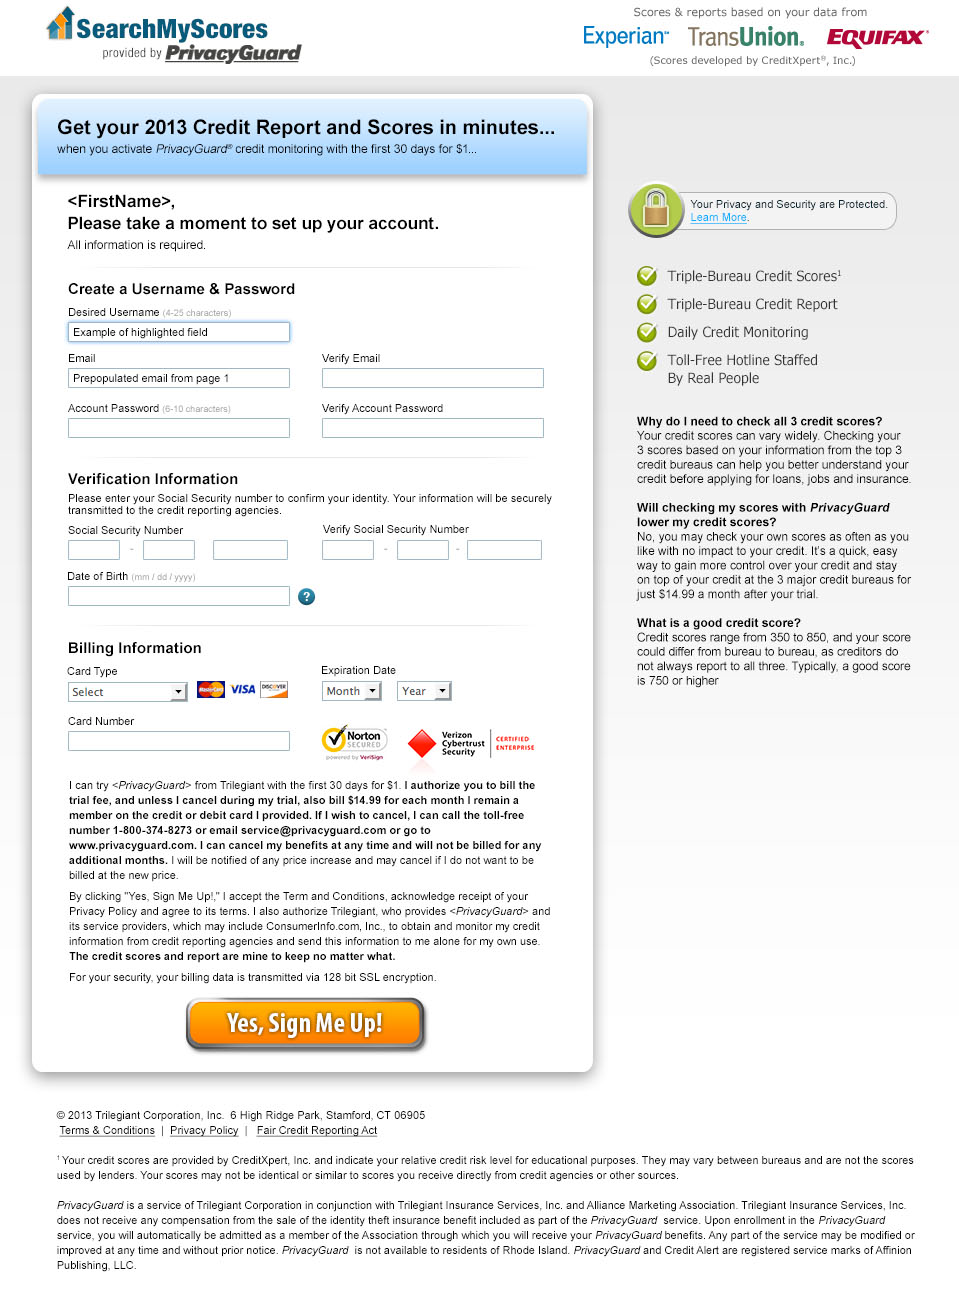 SearchMyScores
provided by PrivacyGuard
Scores & reports based on your data from
Experian™ TransUnion® EQUIFAX®
(Scores developed by CreditXpert®, Inc.)
Get your 2013 Credit Report and Scores in minutes...
when you activate PrivacyGuard® credit monitoring with the first 30 days for $1...
<FirstName>,
Please take a moment to set up your account.
All information is required.
Create a Username & Password
Desired Username (4-25 characters)
Example of highlighted field
Email Verify Email
Prepopulated email from page 1
Account Password (6-10 characters) Verify Account Password
Verification Information
Please enter your Social Security number to confirm your identity. Your information will be securely
transmitted to the credit reporting agencies.
Social Security Number Verify Social Security Number
- - -
Date of Birth (mm / dd / yyyy)
?
Billing Information
Card Type Expiration Date
Select MasterCard VISA DISCOVER Month Year
Card Number
Norton
SECURED
powered by VeriSign
Verizon
Cybertrust
Security
CERTIFIED
ENTERPRISE
I can try <PrivacyGuard> from Trilegiant with the first 30 days for $1. I authorize you to bill the
trial fee, and unless I cancel during my trial, also bill $14.99 for each month I remain a
member on the credit or debit card I provided. If I wish to cancel, I can call the toll-free
number 1-800-374-8273 or email service@privacyguard.com or go to
www.privacyguard.com. I can cancel my benefits at any time and will not be billed for any
additional months. I will be notified of any price increase and may cancel if I do not want to be
billed at the new price.
By clicking "Yes, Sign Me Up!," I accept the Term and Conditions, acknowledge receipt of your
Privacy Policy and agree to its terms. I also authorize Trilegiant, who provides <PrivacyGuard> and
its service providers, which may include ConsumerInfo.com, Inc., to obtain and monitor my credit
information from credit reporting agencies and send this information to me alone for my own use.
The credit scores and report are mine to keep no matter what.
For your security, your billing data is transmitted via 128 bit SSL encryption.
Yes, Sign Me Up!
Your Privacy and Security are Protected.
Learn More.
Triple-Bureau Credit Scores¹
Triple-Bureau Credit Report
Daily Credit Monitoring
Toll-Free Hotline Staffed
By Real People
Why do I need to check all 3 credit scores?
Your credit scores can vary widely. Checking your
3 scores based on your information from the top 3
credit bureaus can help you better understand your
credit before applying for loans, jobs and insurance.
Will checking my scores with PrivacyGuard
lower my credit scores?
No, you may check your own scores as often as you
like with no impact to your credit. It's a quick, easy
way to gain more control over your credit and stay
on top of your credit at the 3 major credit bureaus for
just $14.99 a month after your trial.
What is a good credit score?
Credit scores range from 350 to 850, and your score
could differ from bureau to bureau, as creditors do
not always report to all three. Typically, a good score
is 750 or higher
© 2013 Trilegiant Corporation, Inc. 6 High Ridge Park, Stamford, CT 06905
Terms & Conditions | Privacy Policy | Fair Credit Reporting Act
¹ Your credit scores are provided by CreditXpert, Inc. and indicate your relative credit risk level for educational purposes. They may vary between bureaus and are not the scores
used by lenders. Your scores may not be identical or similar to scores you receive directly from credit agencies or other sources.
PrivacyGuard is a service of Trilegiant Corporation in conjunction with Trilegiant Insurance Services, Inc. and Alliance Marketing Association. Trilegiant Insurance Services, Inc.
does not receive any compensation from the sale of the identity theft insurance benefit included as part of the PrivacyGuard service. Upon enrollment in the PrivacyGuard
service, you will automatically be admitted as a member of the Association through which you will receive your PrivacyGuard benefits. Any part of the service may be modified or
improved at any time and without prior notice. PrivacyGuard is not available to residents of Rhode Island. PrivacyGuard and Credit Alert are registered service marks of Affinion
Publishing, LLC.